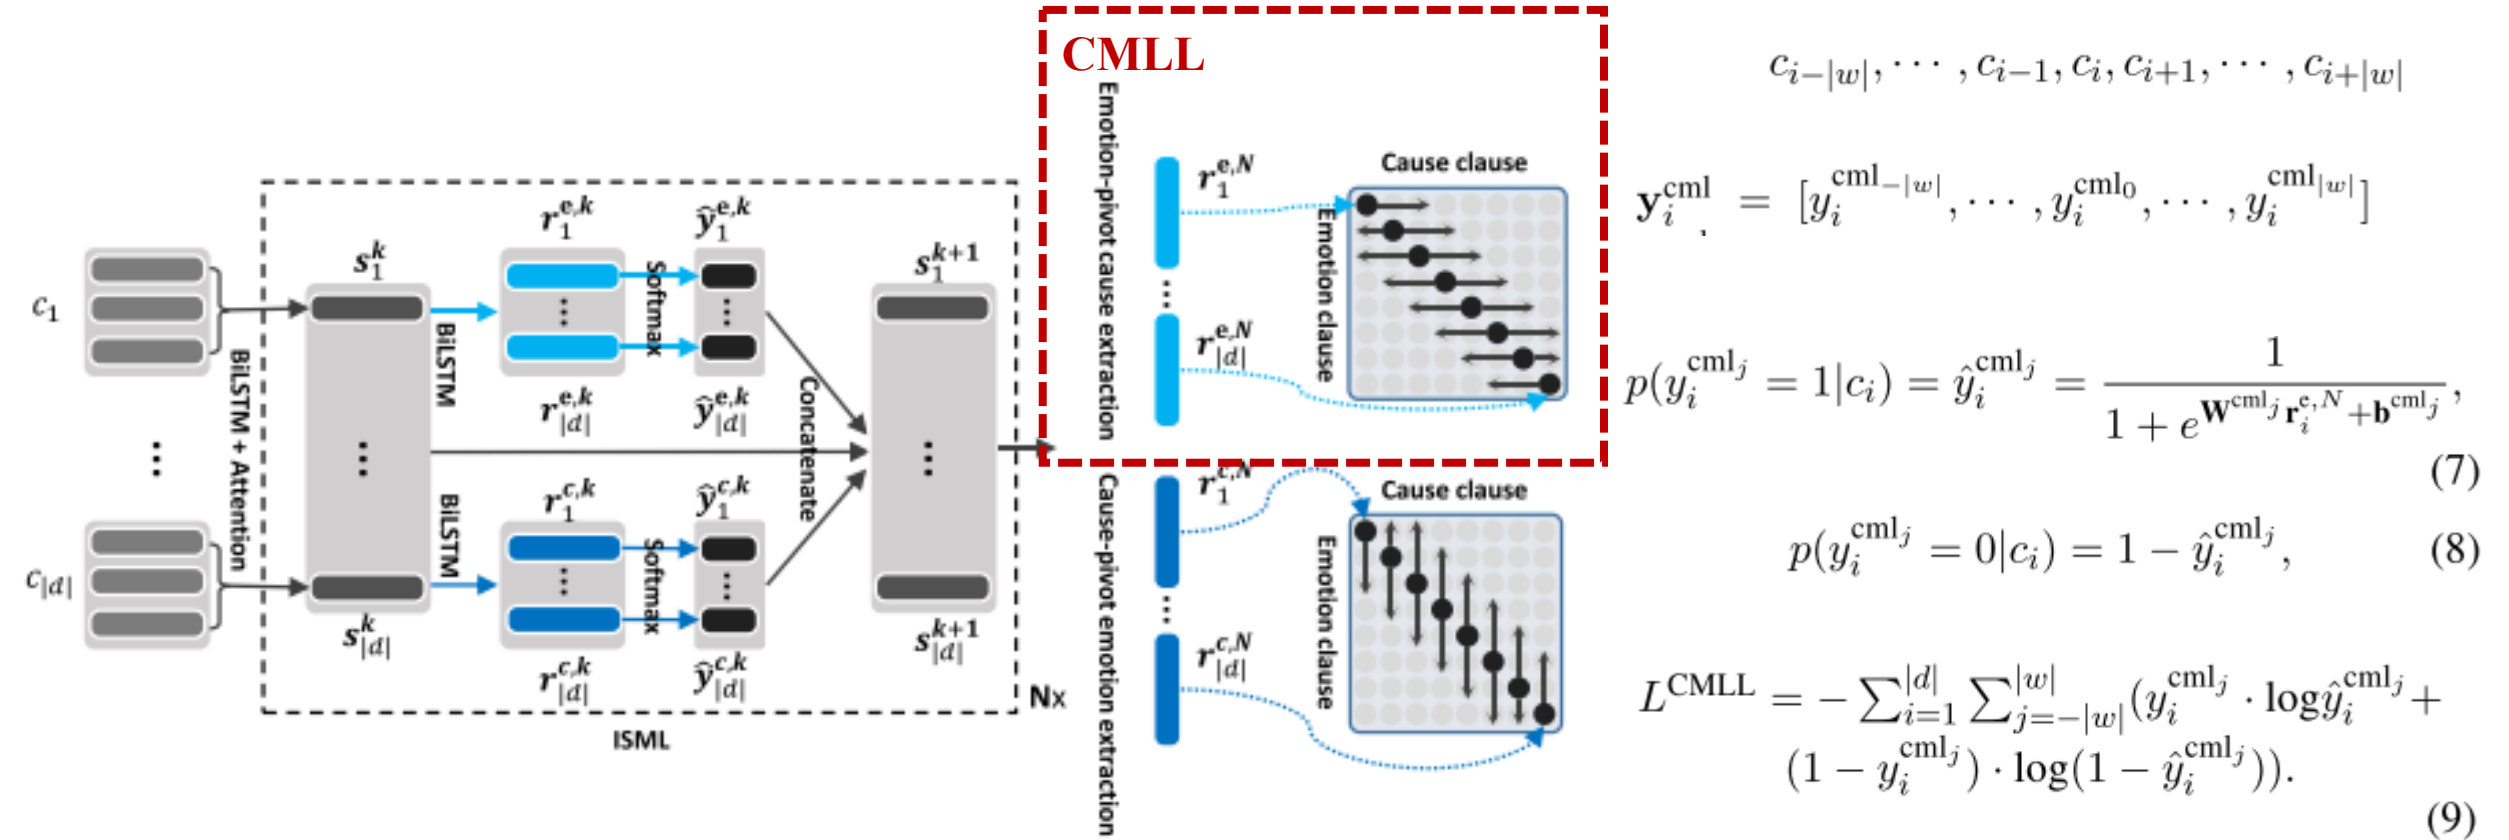 CMLL
c_1
c_{|d|}
BiLSTM + Attention
s_1^k
s_{|d|}^k
BiLSTM
BiLSTM
r_1^{e,k}
r_{|d|}^{e,k}
r_1^{c,k}
r_{|d|}^{c,k}
Softmax
Softmax
ŷ_1^{e,k}
ŷ_{|d|}^{e,k}
ŷ_1^{c,k}
ŷ_{|d|}^{c,k}
Concatenate
s_1^{k+1}
s_{|d|}^{k+1}
Nx
ISML
Emotion-pivot cause extraction
r_1^{e,N}
r_{|d|}^{e,N}
Cause clause
Emotion clause
Cause-pivot emotion extraction
r_1^{c,N}
r_{|d|}^{c,N}
Cause clause
Emotion clause
c_{i-|w|}, ⋯ , c_{i-1}, c_i, c_{i+1}, ⋯ , c_{i+|w|}
y_i^{cml} = [y_i^{cml_{-|w|}}, ⋯ , y_i^{cml_0}, ⋯ , y_i^{cml_{|w|}}]
p(y_i^{cml_j} = 1|c_i) = ŷ_i^{cml_j} = \frac{1}{1 + e^{W^{cml_j} r_i^{e,N} + b^{cml_j}}},
(7)
p(y_i^{cml_j} = 0|c_i) = 1 − ŷ_i^{cml_j}, (8)
L^{CMLL} = − ∑_{i=1}^{|d|} ∑_{j=-|w|}^{|w|} (y_i^{cml_j} · logŷ_i^{cml_j} +
(1 − y_i^{cml_j}) · log(1 − ŷ_i^{cml_j})).
(9)